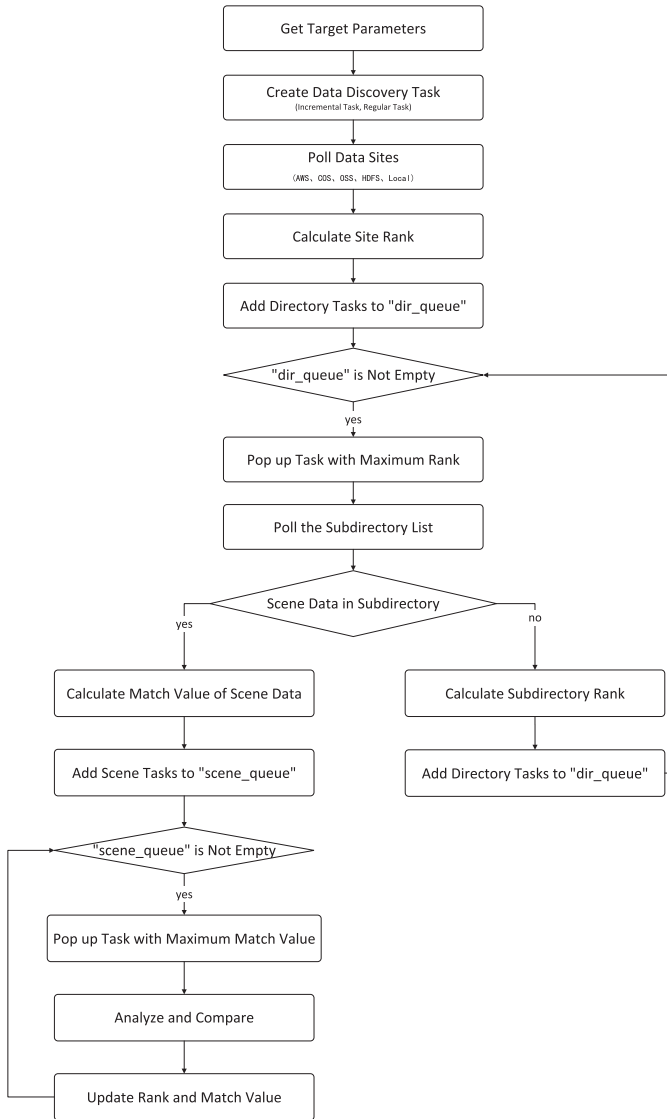 Get Target Parameters
Create Data Discovery Task
(Incremental Task, Regular Task)
Poll Data Sites
(AWS、COS、OSS、HDFS、Local)
Calculate Site Rank
Add Directory Tasks to "dir_queue"
"dir_queue" is Not Empty
yes
Pop up Task with Maximum Rank
Poll the Subdirectory List
Scene Data in Subdirectory
yes
no
Calculate Match Value of Scene Data
Calculate Subdirectory Rank
Add Scene Tasks to "scene_queue"
Add Directory Tasks to "dir_queue"
"scene_queue" is Not Empty
yes
Pop up Task with Maximum Match Value
Analyze and Compare
Update Rank and Match Value